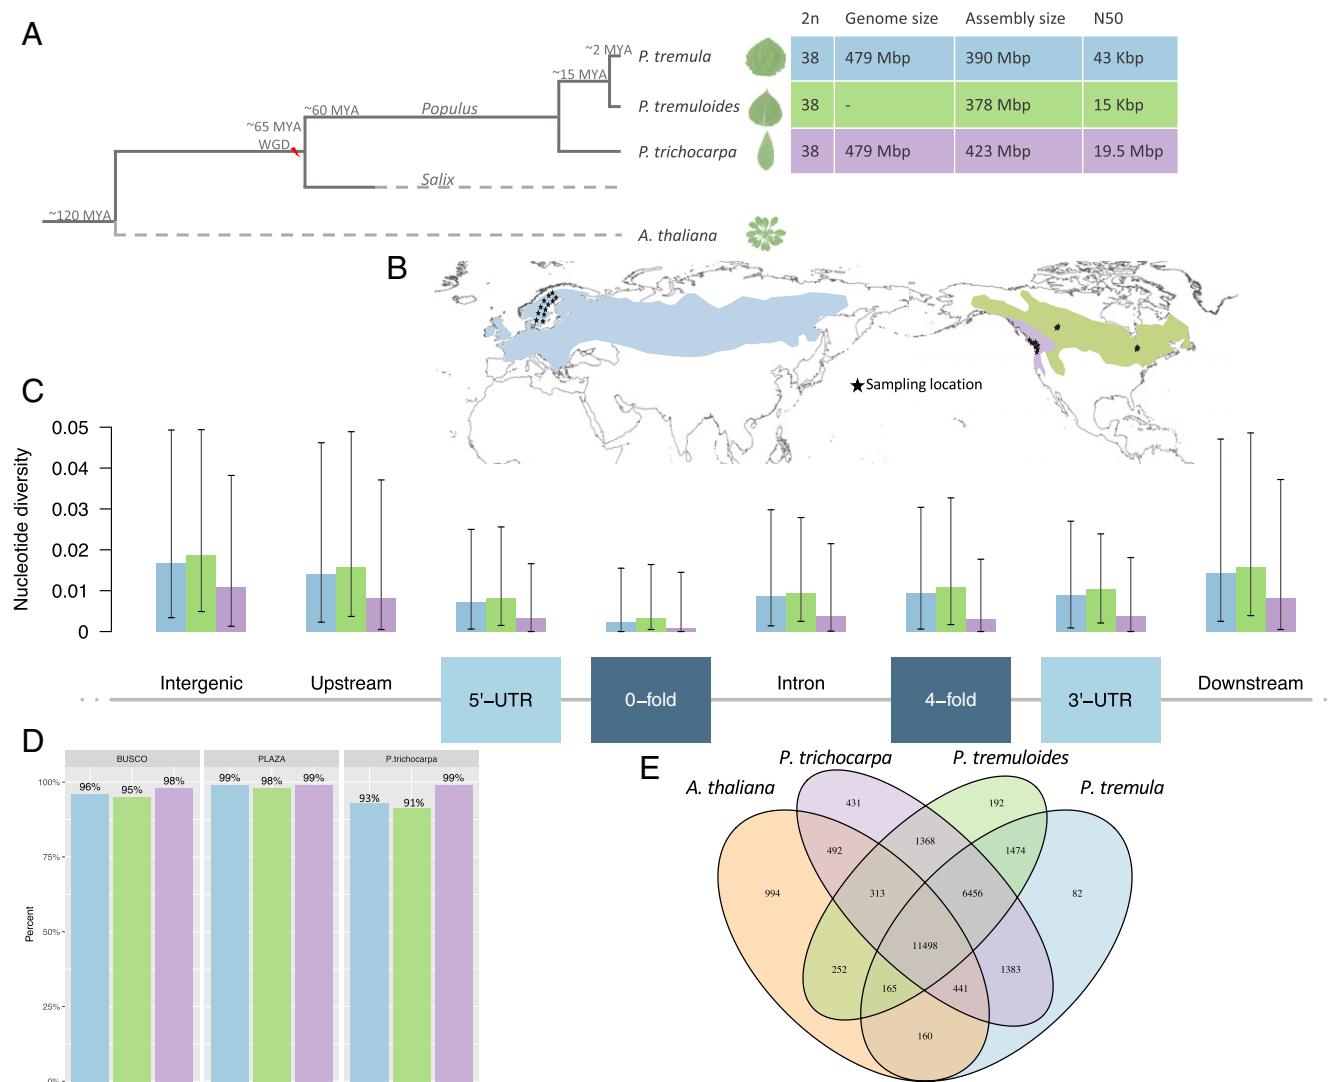 A
2n Genome size Assembly size N50
~2 MYA P. tremula 38 479 Mbp 390 Mbp 43 Kbp
~15 MYA
~60 MYA Populus P. tremuloides 38 - 378 Mbp 15 Kbp
~65 MYA
WGD P. trichocarpa 38 479 Mbp 423 Mbp 19.5 Mbp
Salix
~120 MYA
A. thaliana
B
★Sampling location
C
Nucleotide diversity
0.05
0.04
0.03
0.02
0.01
0
Intergenic Upstream 5'−UTR 0−fold Intron 4−fold 3'−UTR Downstream
D
BUSCO PLAZA P.trichocarpa
96% 95% 98% 99% 98% 99% 93% 91% 99%
Percent
100%
75%
50%
25%
0%
E
P. trichocarpa P. tremuloides
A. thaliana P. tremula
431 192
492 1368 1474
994 313 6456 82
11498
252 165 441 1383
160